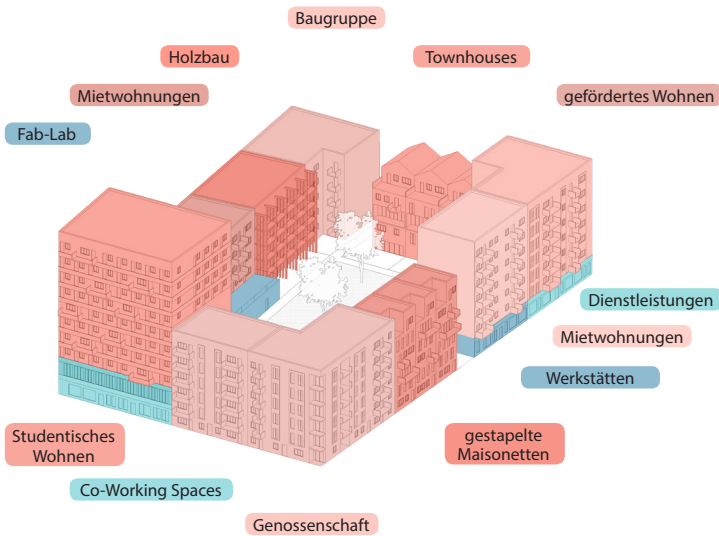 Baugruppe
Holzbau
Townhouses
Mietwohnungen
gefördertes Wohnen
Fab-Lab
Dienstleistungen
Mietwohnungen
Werkstätten
Studentisches
Wohnen
gestapelte
Maisonetten
Co-Working Spaces
Genossenschaft